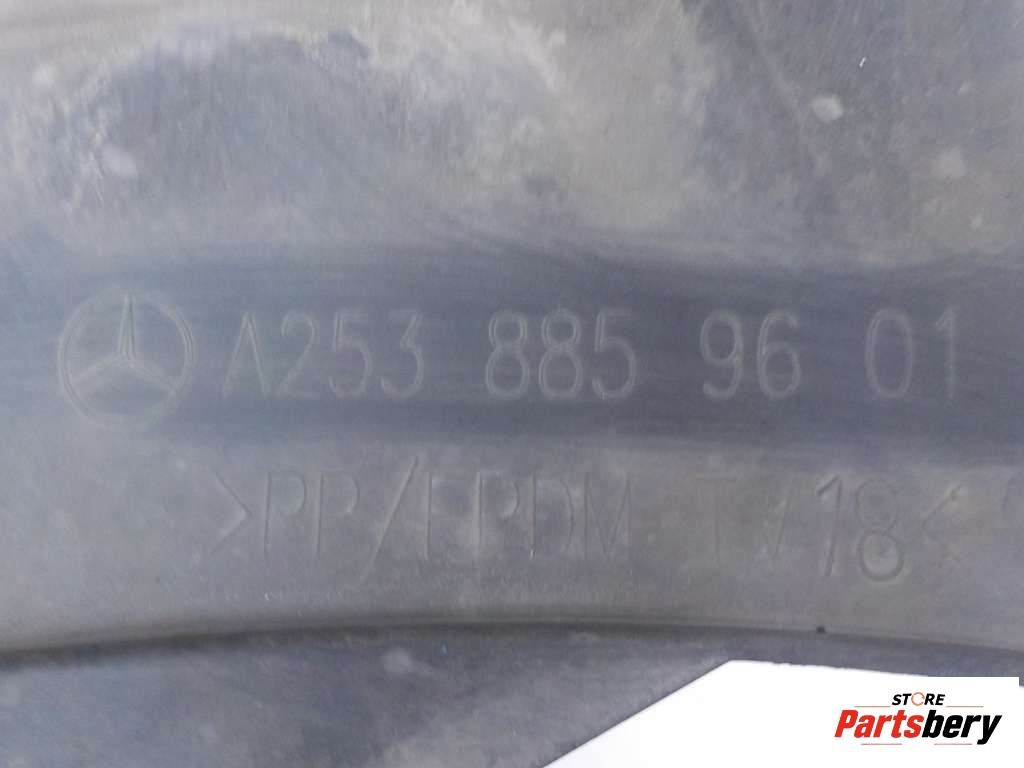 A253 885 96 01
>PP/EPDM TV18<
STORE
Partsbery